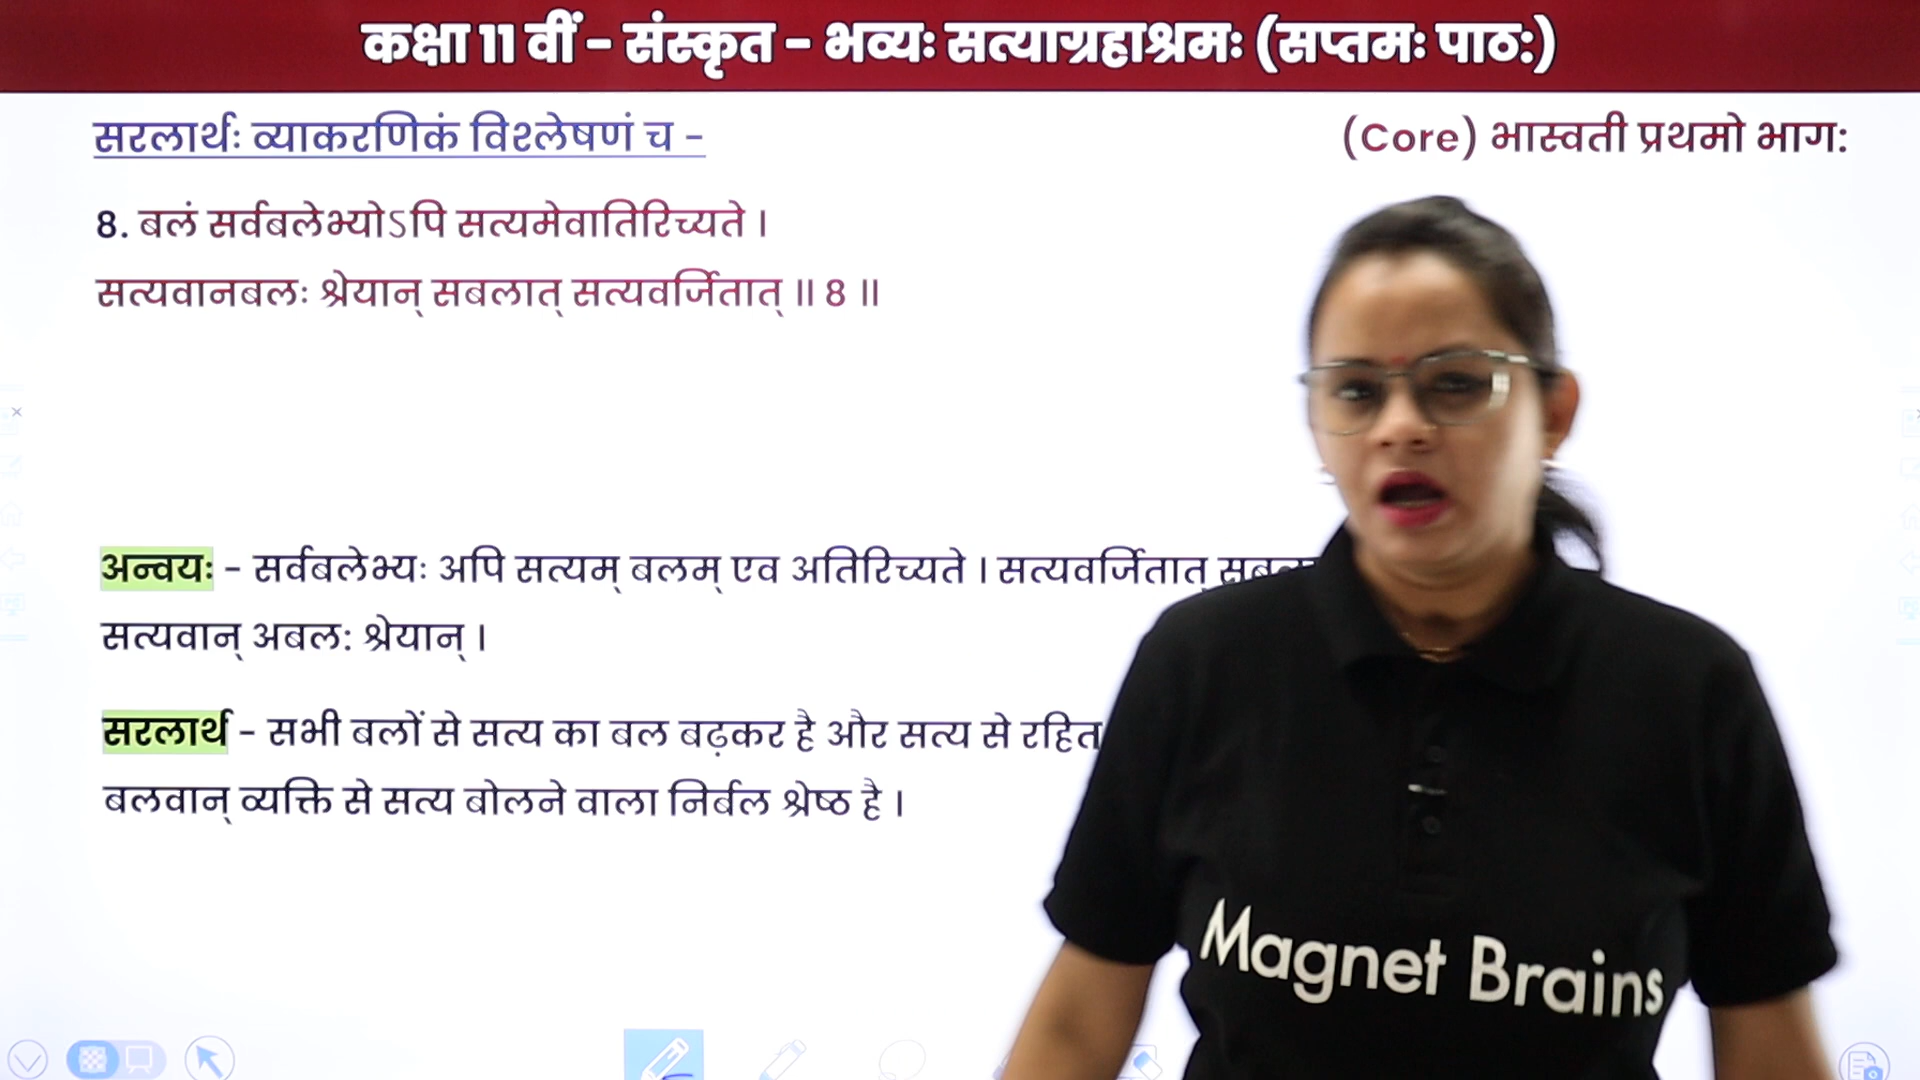 कक्षा 11 वीं - संस्कृत - भव्यः सत्याग्रहाश्रमः (सप्तमः पाठ:)
सरलार्थः व्याकरणिकं विश्लेषणं च -
(Core) भास्वती प्रथमो भाग:
8. बलं सर्वबलेभ्योऽपि सत्यमेवातिरिच्यते ।
सत्यवानबलः श्रेयान् सबलात् सत्यवर्जितात् ॥ 8 ॥
अन्वयः - सर्वबलेभ्यः अपि सत्यम् बलम् एव अतिरिच्यते । सत्यवर्जितात्
सत्यवान् अबल: श्रेयान् ।
सरलार्थ - सभी बलों से सत्य का बल बढ़कर है और सत्य से रहित
बलवान् व्यक्ति से सत्य बोलने वाला निर्बल श्रेष्ठ है ।
Magnet Brains